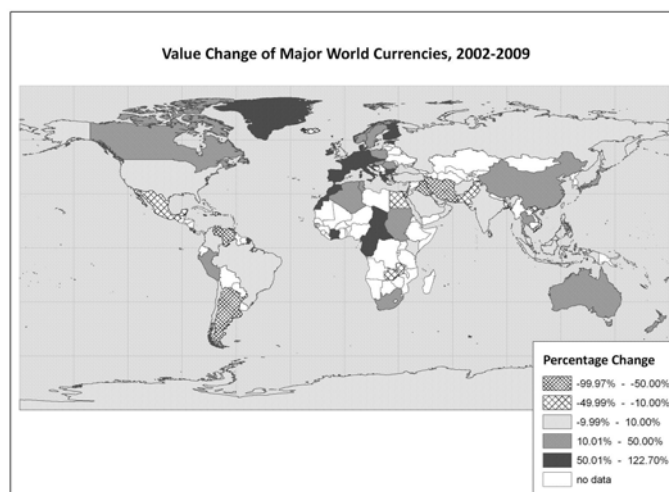 Value Change of Major World Currencies, 2002-2009
Percentage Change
-99.97% - -50.00%
-49.99% - -10.00%
-9.99% - 10.00%
10.01% - 50.00%
50.01% - 122.70%
no data